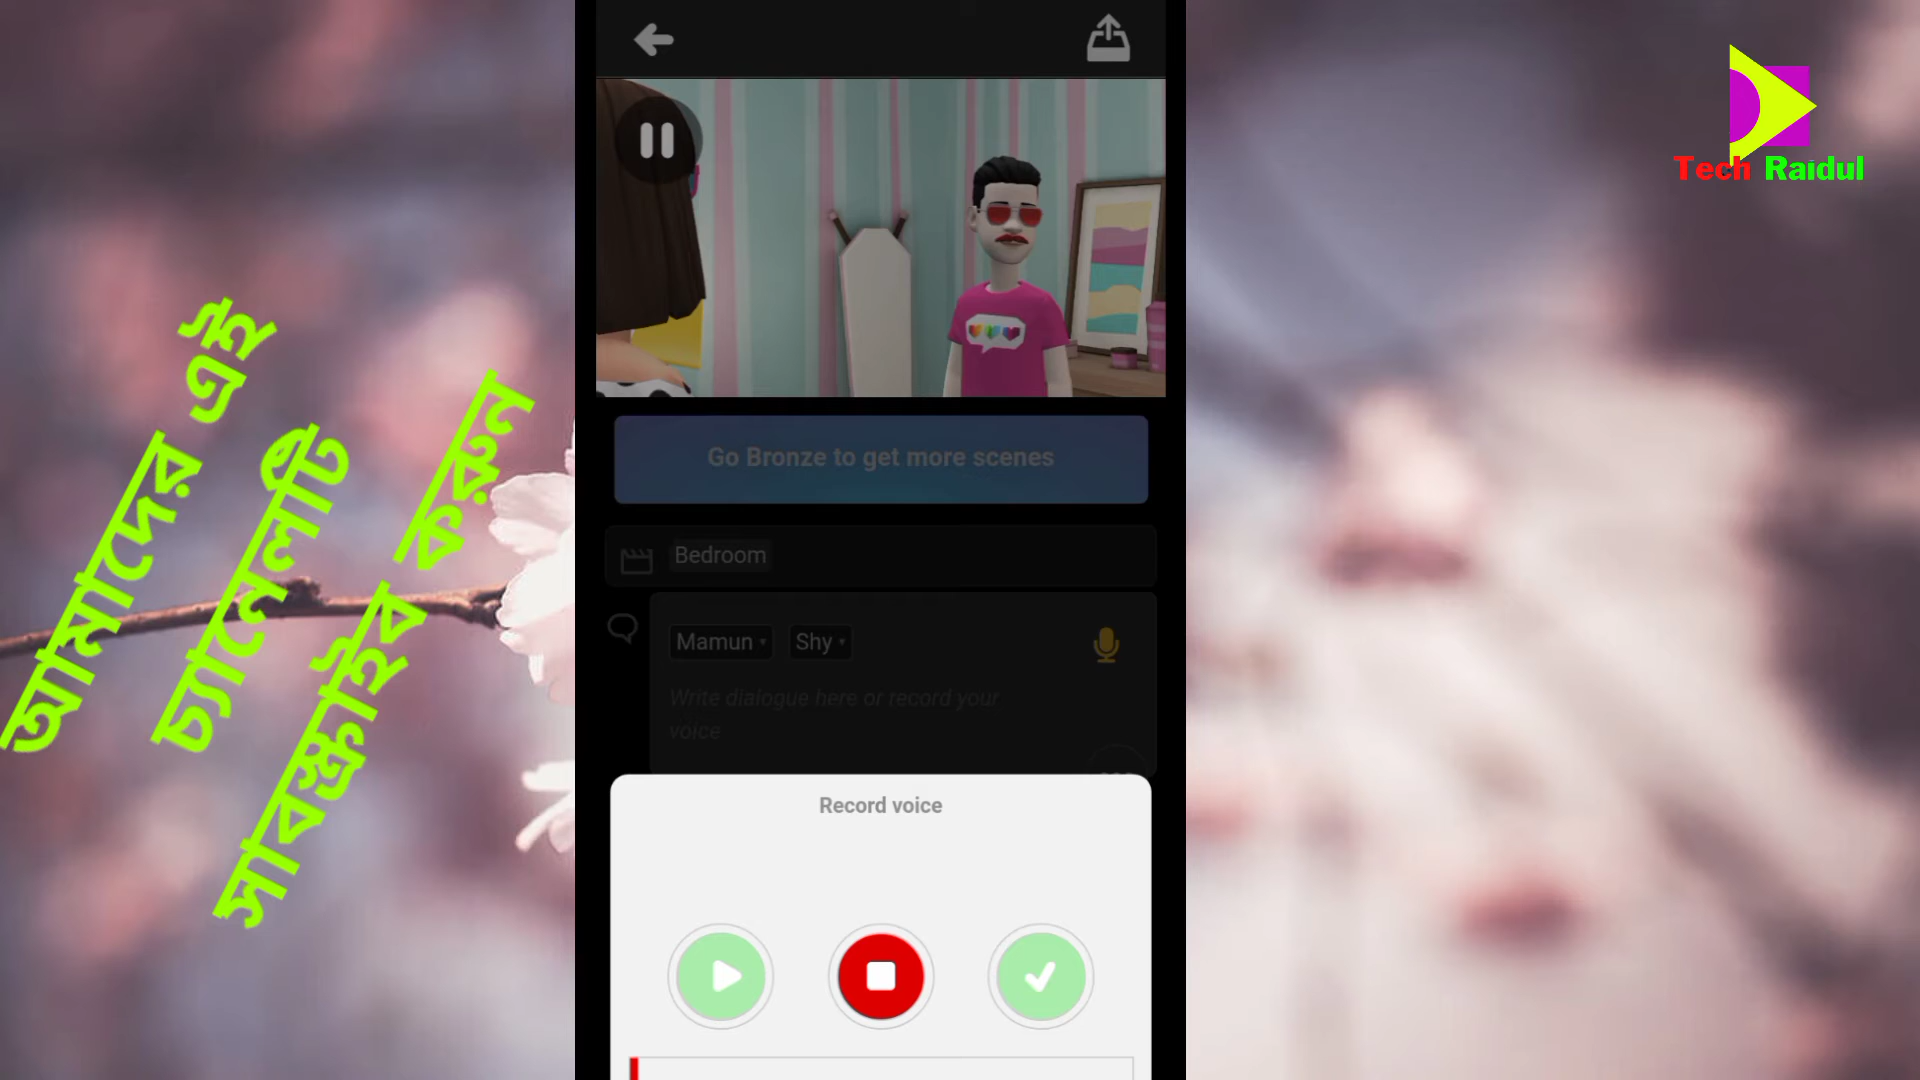 আমাদের এই
চ্যানেলটি
সাবস্ক্রাইব করুন
Tech Raidul
Go Bronze to get more scenes
Bedroom
Mamun
Shy
Write dialogue here or record your
voice
Record voice